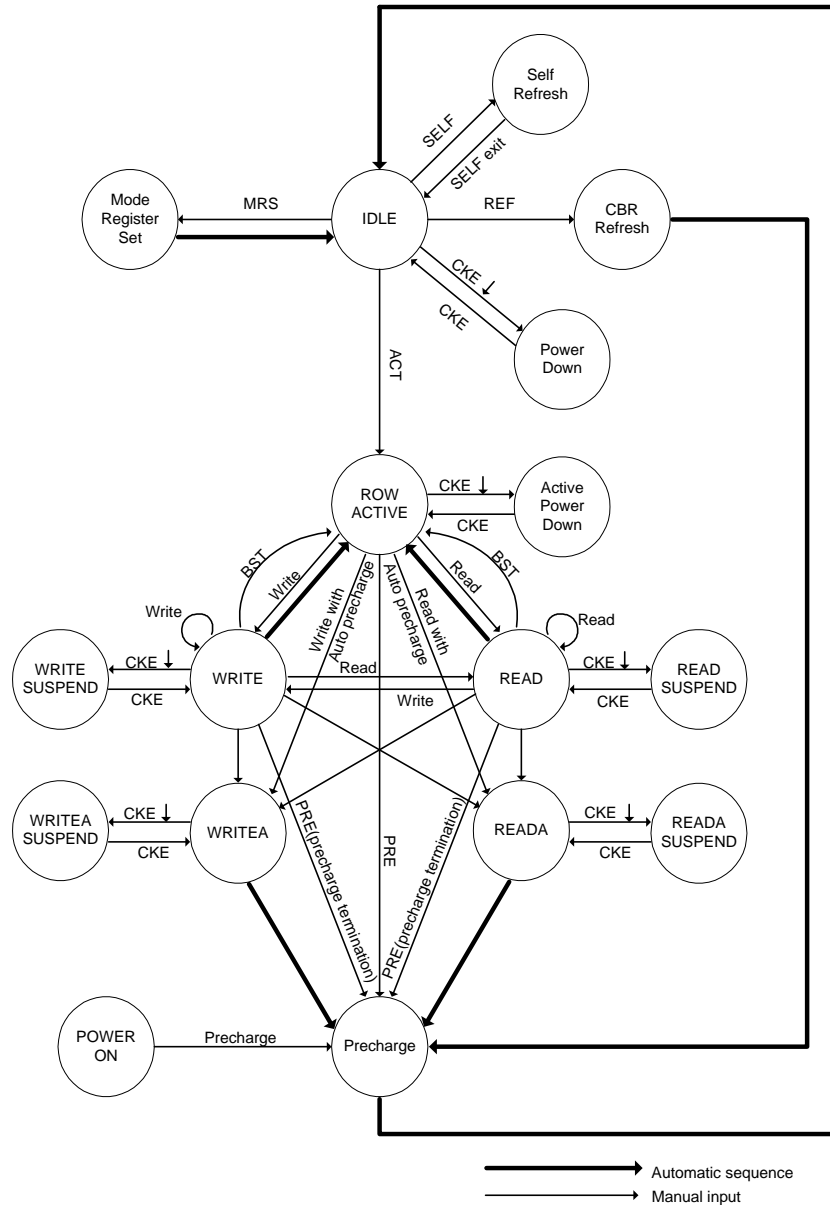 Self
Refresh
SELF
SELF exit
Mode
Register
Set
MRS
IDLE
REF
CBR
Refresh
CKE
CKE
Power
Down
ACT
ROW
ACTIVE
CKE
CKE
Active
Power
Down
BST
Write
Write with
Auto precharge
Auto precharge
Read with
Read
BST
Write
Read
WRITE
SUSPEND
CKE
CKE
WRITE
Read
Write
READ
CKE
CKE
READ
SUSPEND
WRITEA
SUSPEND
CKE
CKE
WRITEA
PRE(precharge termination)
PRE
PRE(precharge termination)
READA
CKE
CKE
READA
SUSPEND
POWER
ON
Precharge
Precharge
Automatic sequence
Manual input